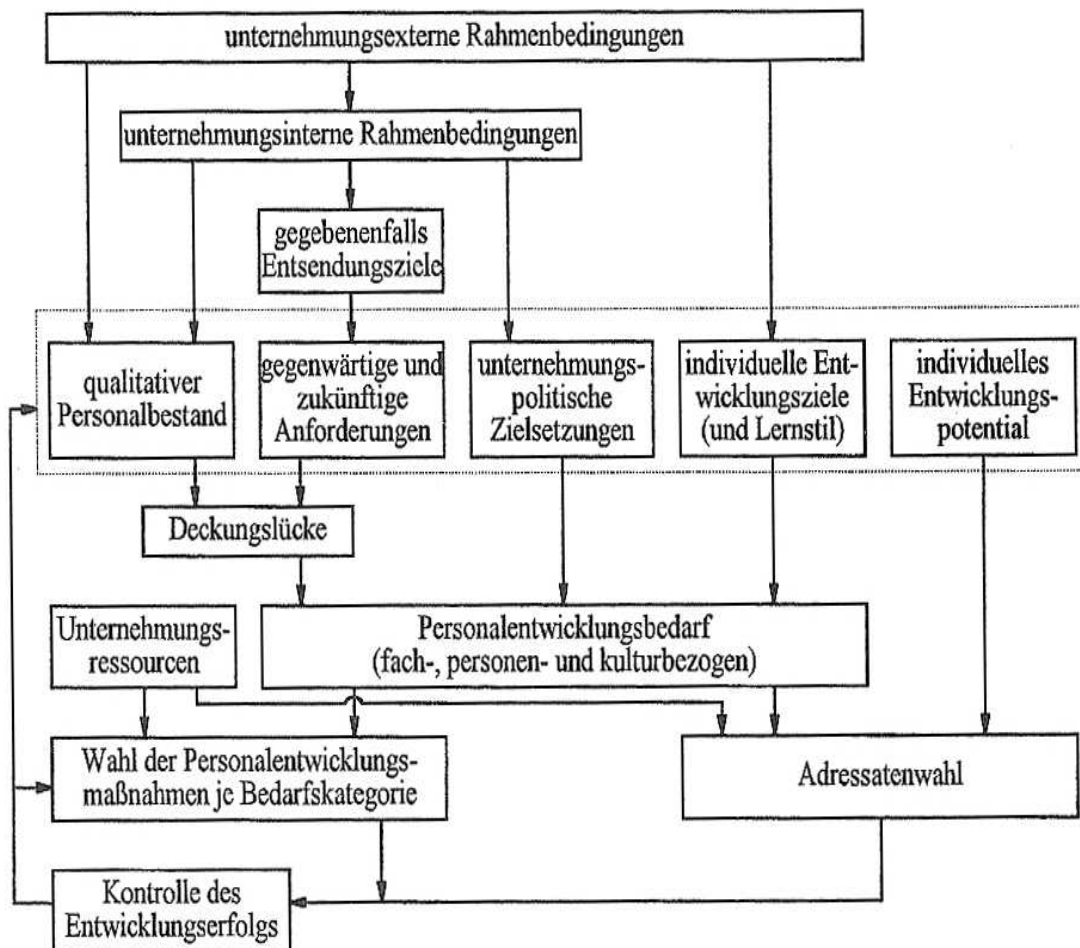 unternehmungsexterne Rahmenbedingungen
unternehmungsinterne Rahmenbedingungen
gegebenenfalls
Entsendungsziele
qualitativer
Personalbestand
gegenwärtige und
zukünftige
Anforderungen
unternehmungs-
politische
Zielsetzungen
individuelle Ent-
wicklungsziele
(und Lernstil)
individuelles
Entwicklungs-
potential
Deckungslücke
Unternehmungs-
ressourcen
Personalentwicklungsbedarf
(fach-, personen- und kulturbezogen)
Wahl der Personalentwicklungs-
maßnahmen je Bedarfskategorie
Adressatenwahl
Kontrolle des
Entwicklungserfolgs